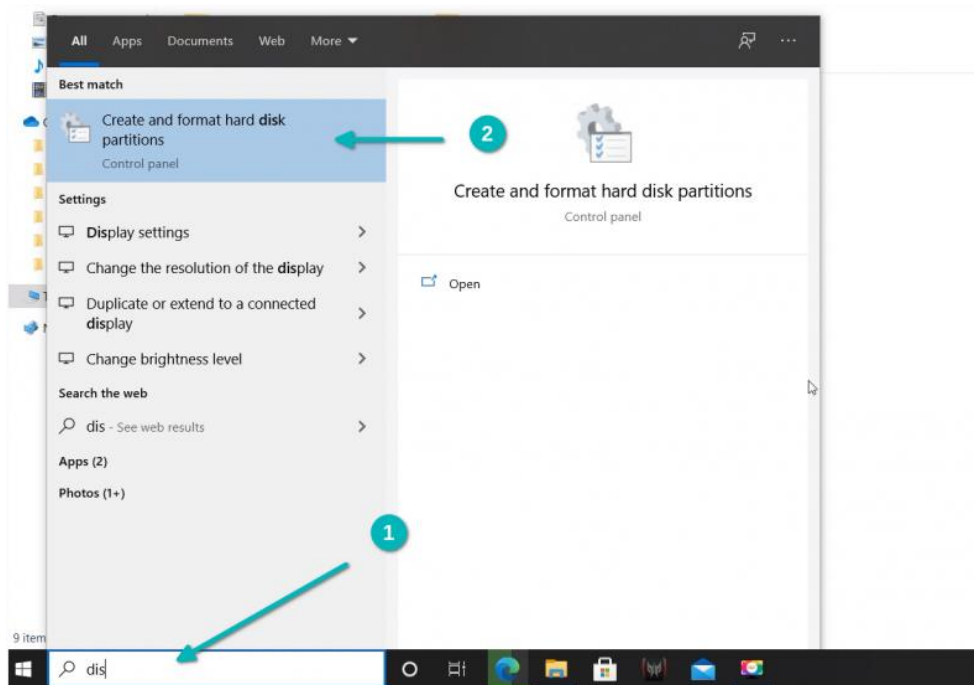 All Apps Documents Web More
Best match
Create and format hard disk
partitions
Control panel
2
Create and format hard disk partitions
Control panel
Settings
Display settings
Change the resolution of the display
Open
Duplicate or extend to a connected
display
Change brightness level
Search the web
dis - See web results
Apps (2)
Photos (1+)
1
9 item
dis